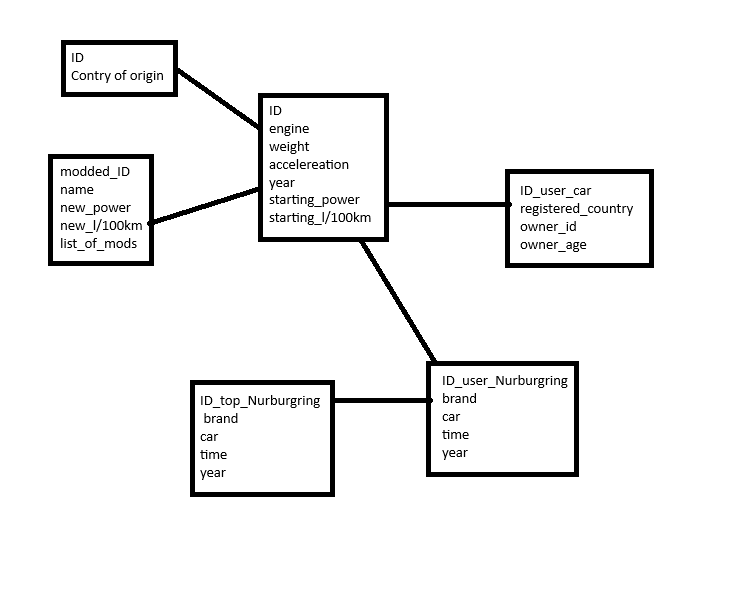 ID
Contry of origin
ID
engine
weight
accelereation
year
starting_power
starting_l/100km
modded_ID
name
new_power
new_l/100km
list_of_mods
ID_user_car
registered_country
owner_id
owner_age
ID_top_Nurburgring
brand
car
time
year
ID_user_Nurburgring
brand
car
time
year